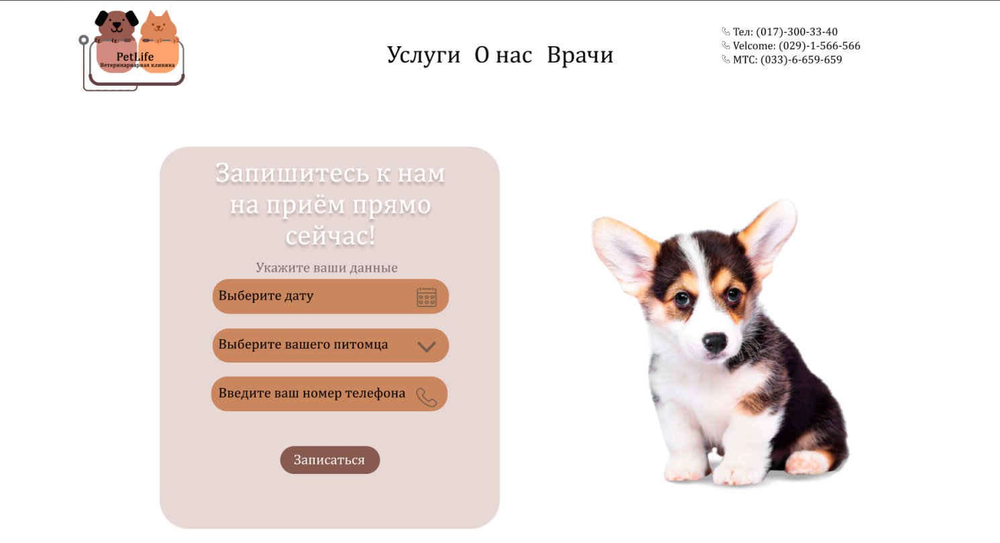 PetLife
Ветеринарнарная клиника
Услуги О нас Врачи
Тел: (017)-300-33-40
Velcome: (029)-1-566-566
МТС: (033)-6-659-659
Запишитесь к нам
на приём прямо
сейчас!
Укажите ваши данные
Выберите дату
Выберите вашего питомца
Введите ваш номер телефона
Записаться